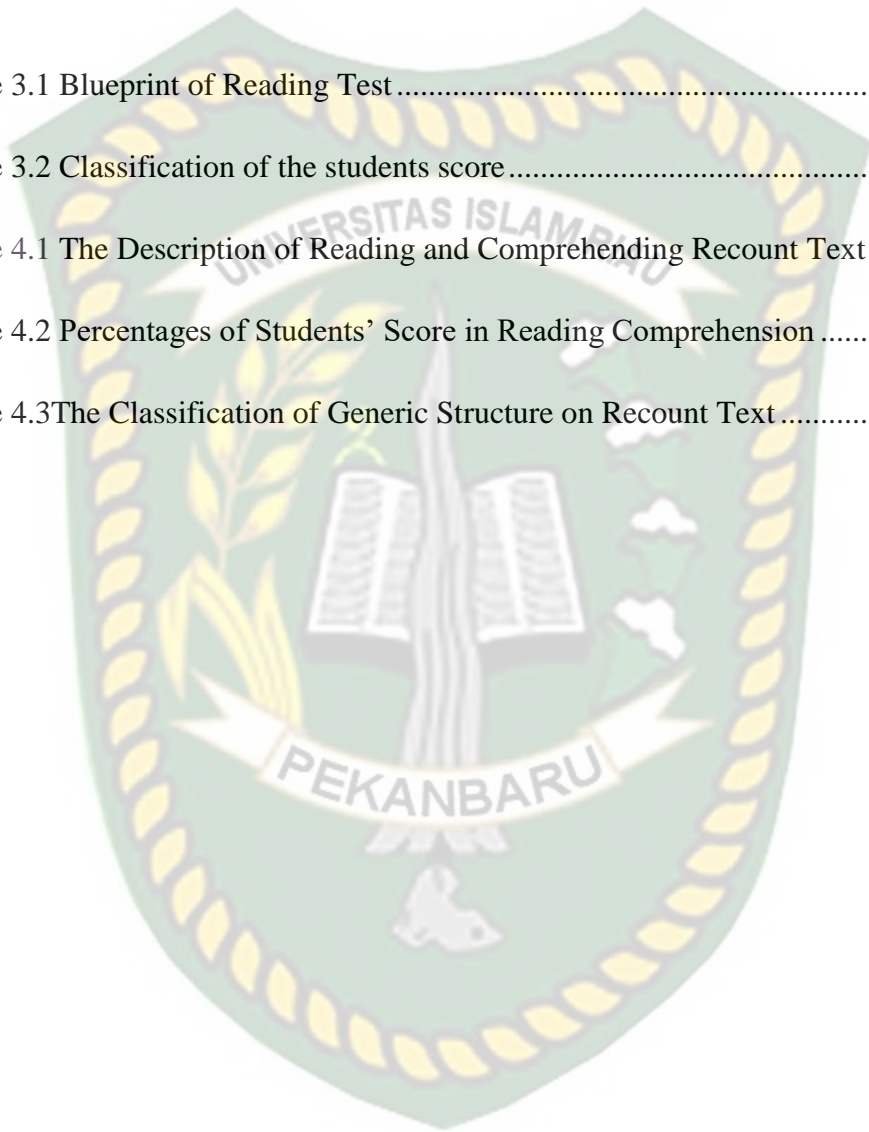 e 3.1 Blueprint of Reading Test ............................................................
e 3.2 Classification of the students score .............................................
UNIVERSITAS ISLAM RIAU
e 4.1 The Description of Reading and Comprehending Recount Text
e 4.2 Percentages of Students’ Score in Reading Comprehension ......
e 4.3The Classification of Generic Structure on Recount Text ...........
PEKANBARU